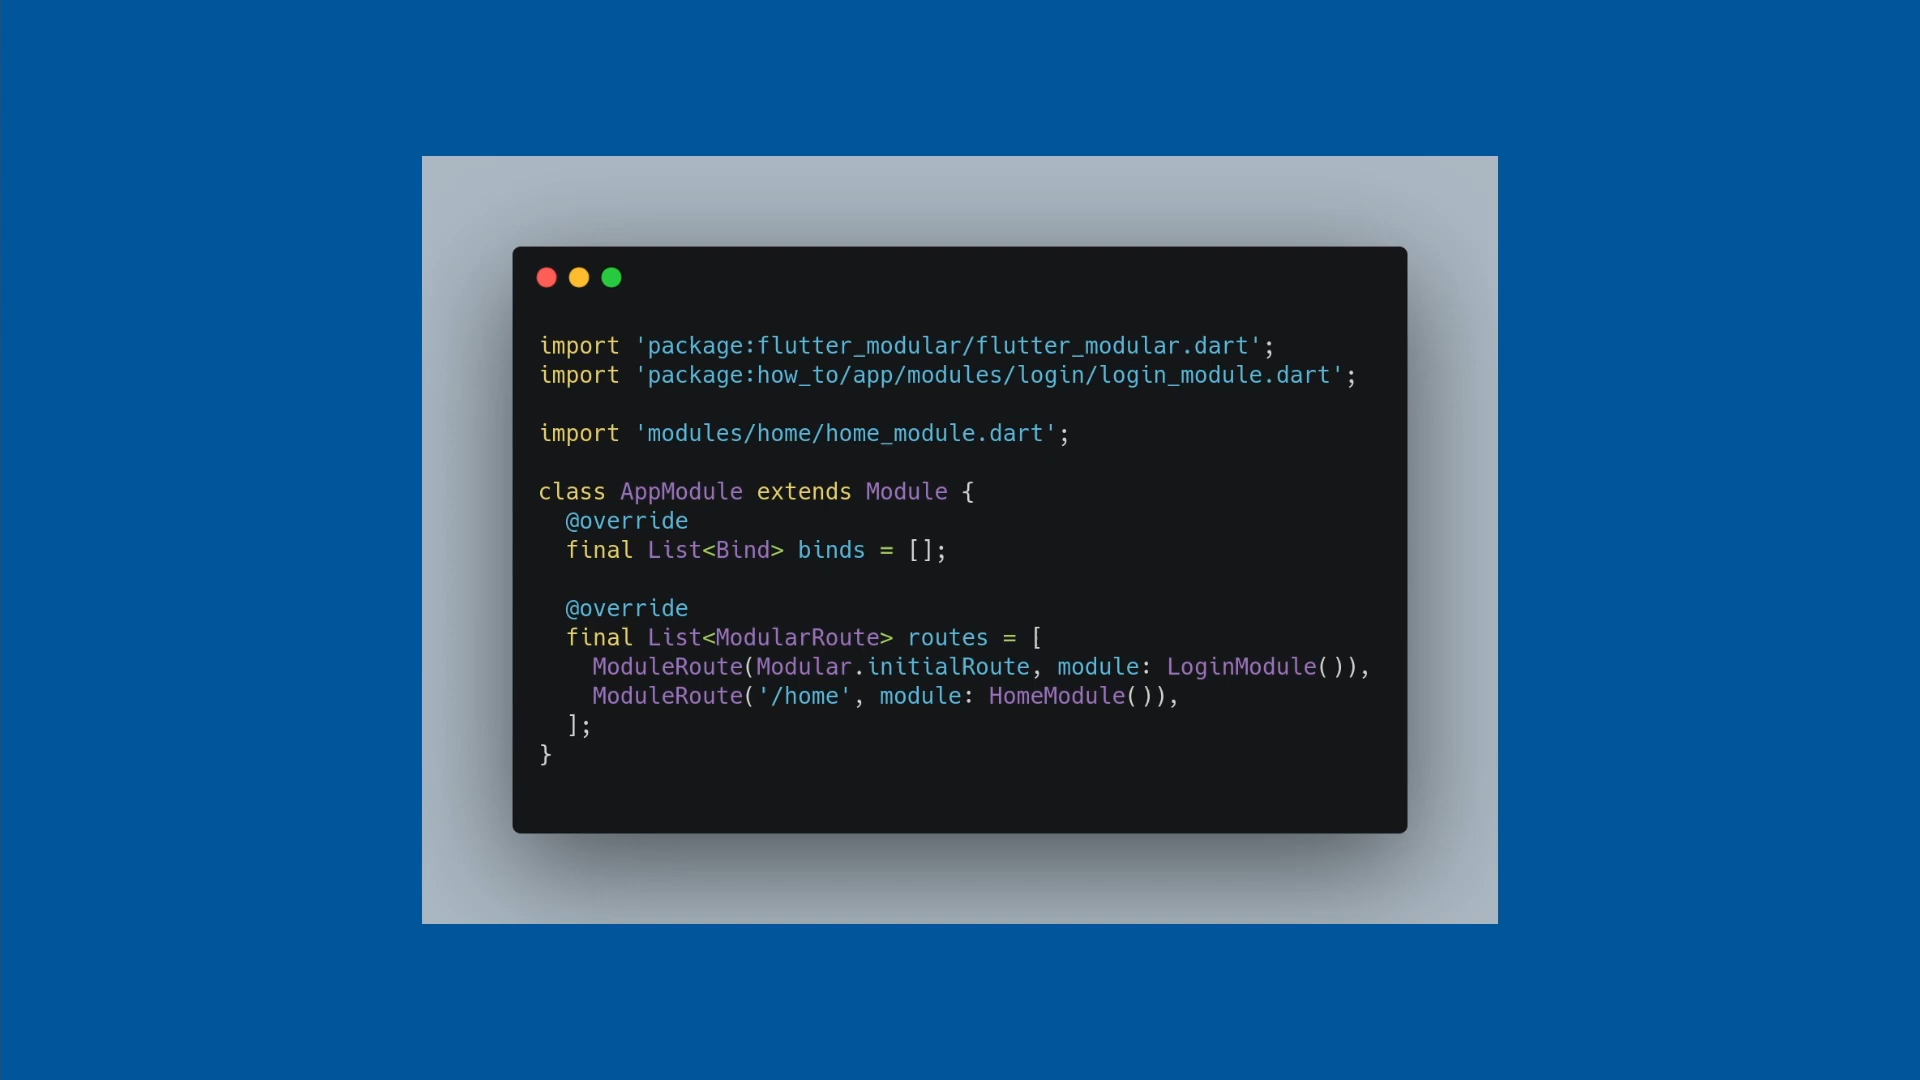 import 'package:flutter_modular/flutter_modular.dart';
import 'package:how_to/app/modules/login/login_module.dart';
import 'modules/home/home_module.dart';
class AppModule extends Module {
  @override
  final List<Bind> binds = [];
  @override
  final List<ModularRoute> routes = [
    ModuleRoute(Modular.initialRoute, module: LoginModule()),
    ModuleRoute('/home', module: HomeModule()),
  ];
}